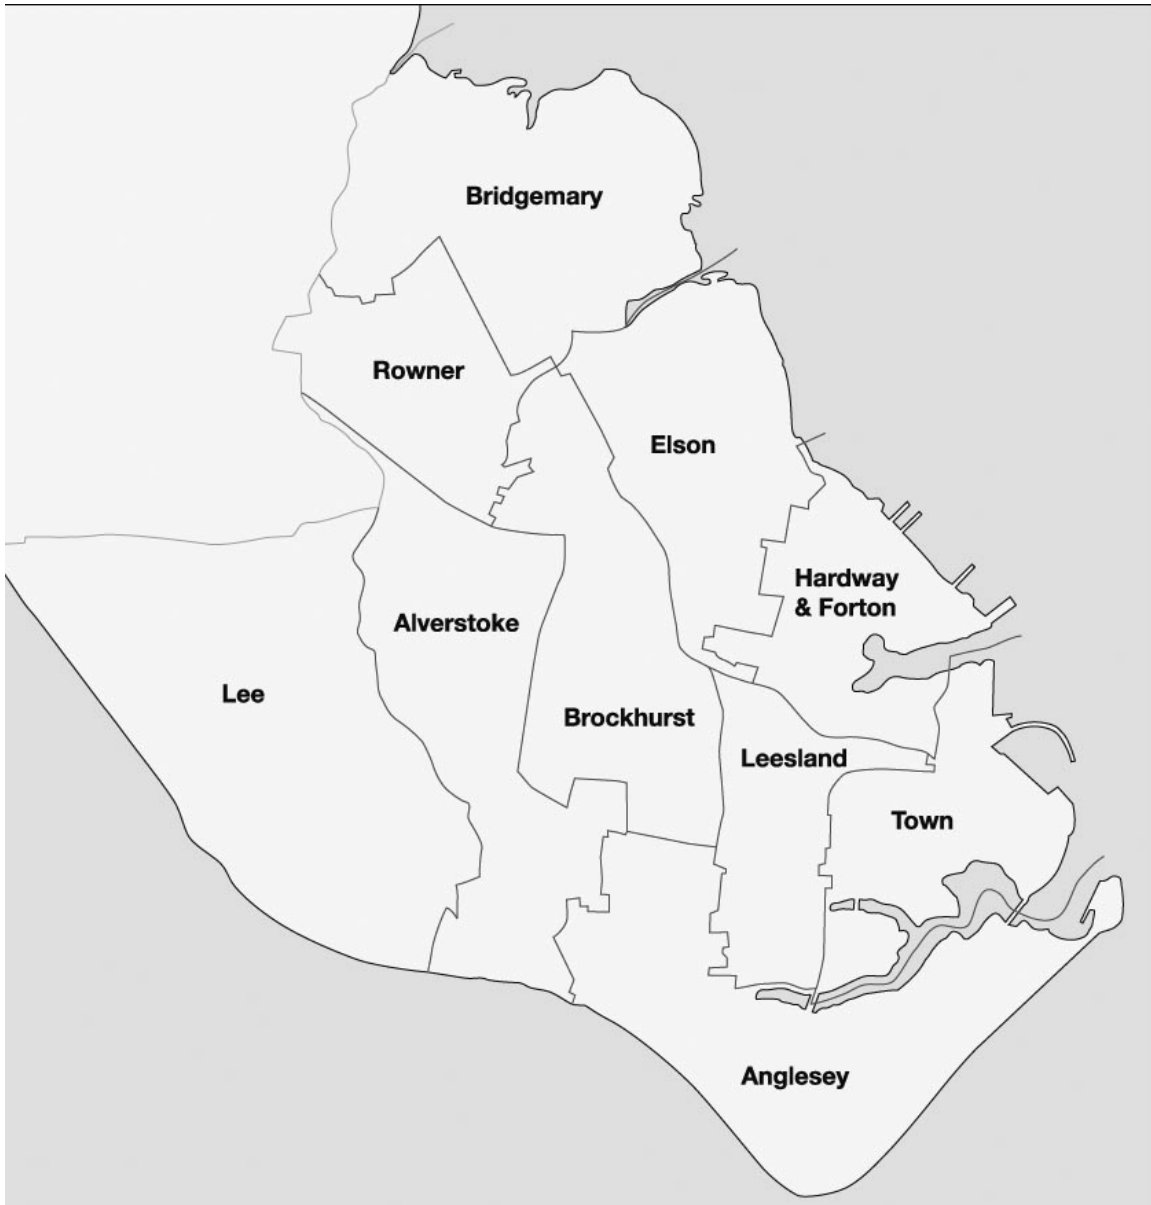 Bridgemary
Rowner
Elson
Hardway
& Forton
Alverstoke
Lee
Brockhurst
Leesland
Town
Anglesey